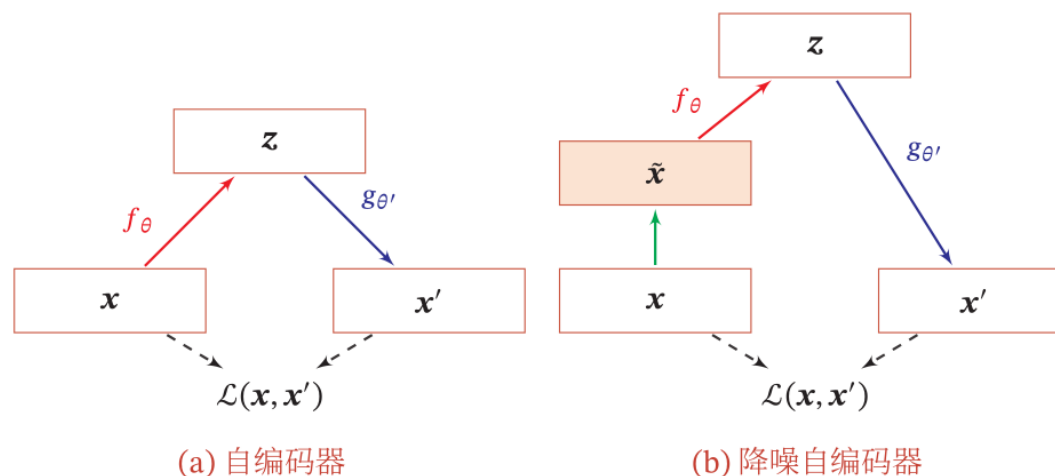 z
f_θ
g_θ′
x
x′
ℒ(x, x′)
(a) 自编码器
z
f_θ
x̃
g_θ′
x
x′
ℒ(x, x′)
(b) 降噪自编码器